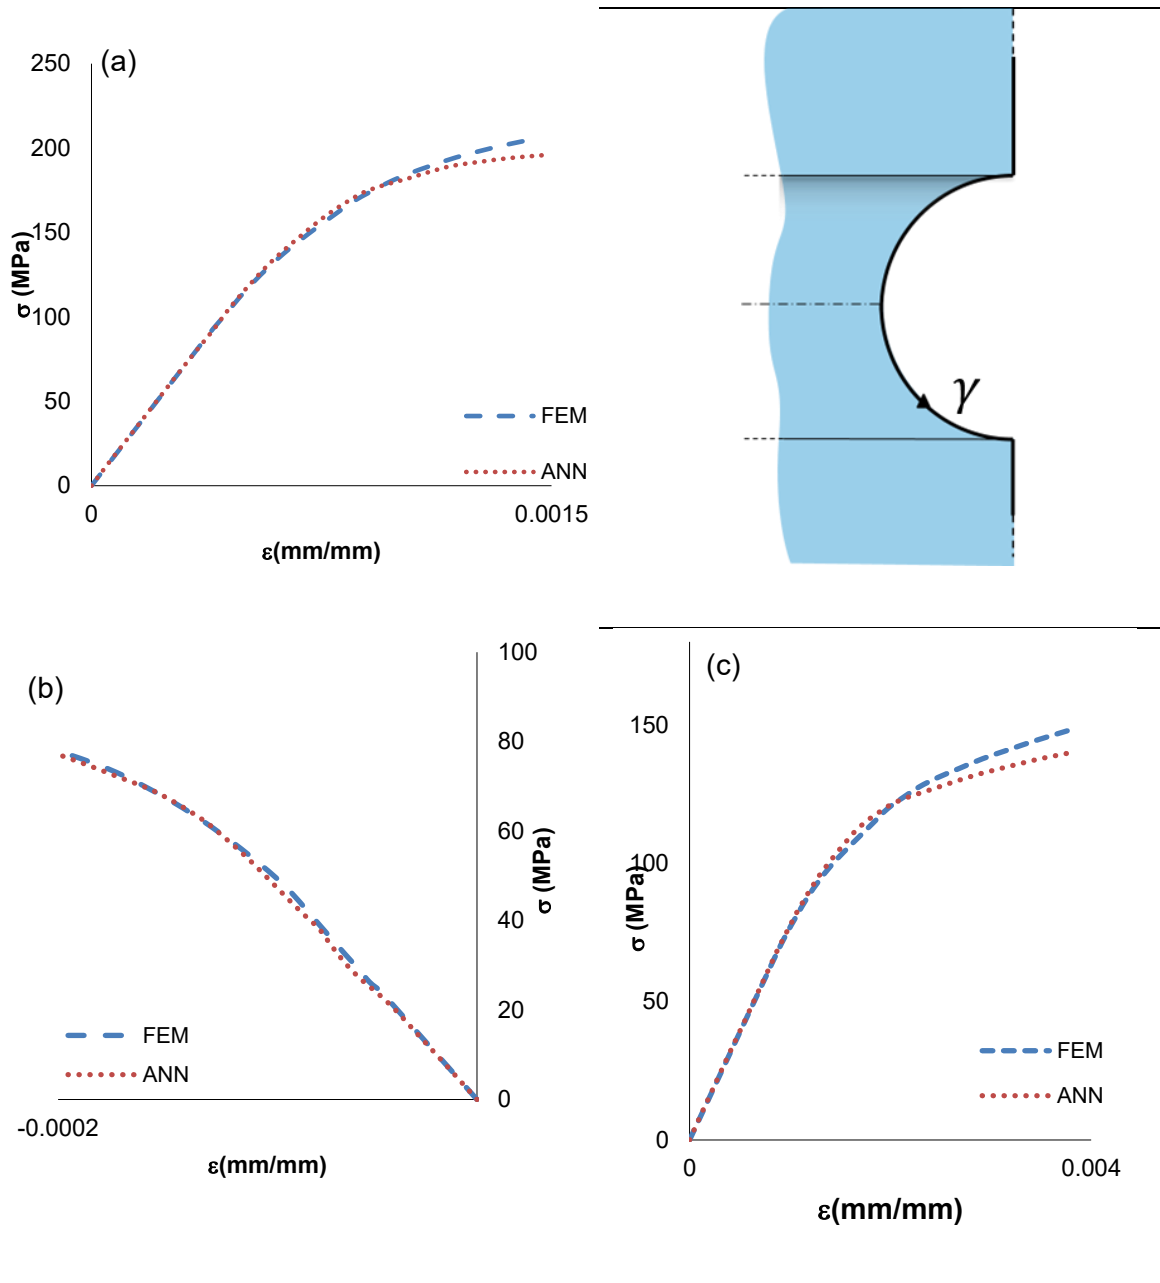 (a)
250
200
150
100
50
0
σ (MPa)
FEM
ANN
0
0.0015
ε(mm/mm)
γ
(b)
100
80
60
40
20
0
σ (MPa)
FEM
ANN
-0.0002
ε(mm/mm)
(c)
150
100
50
0
σ (MPa)
FEM
ANN
0
0.004
ε(mm/mm)